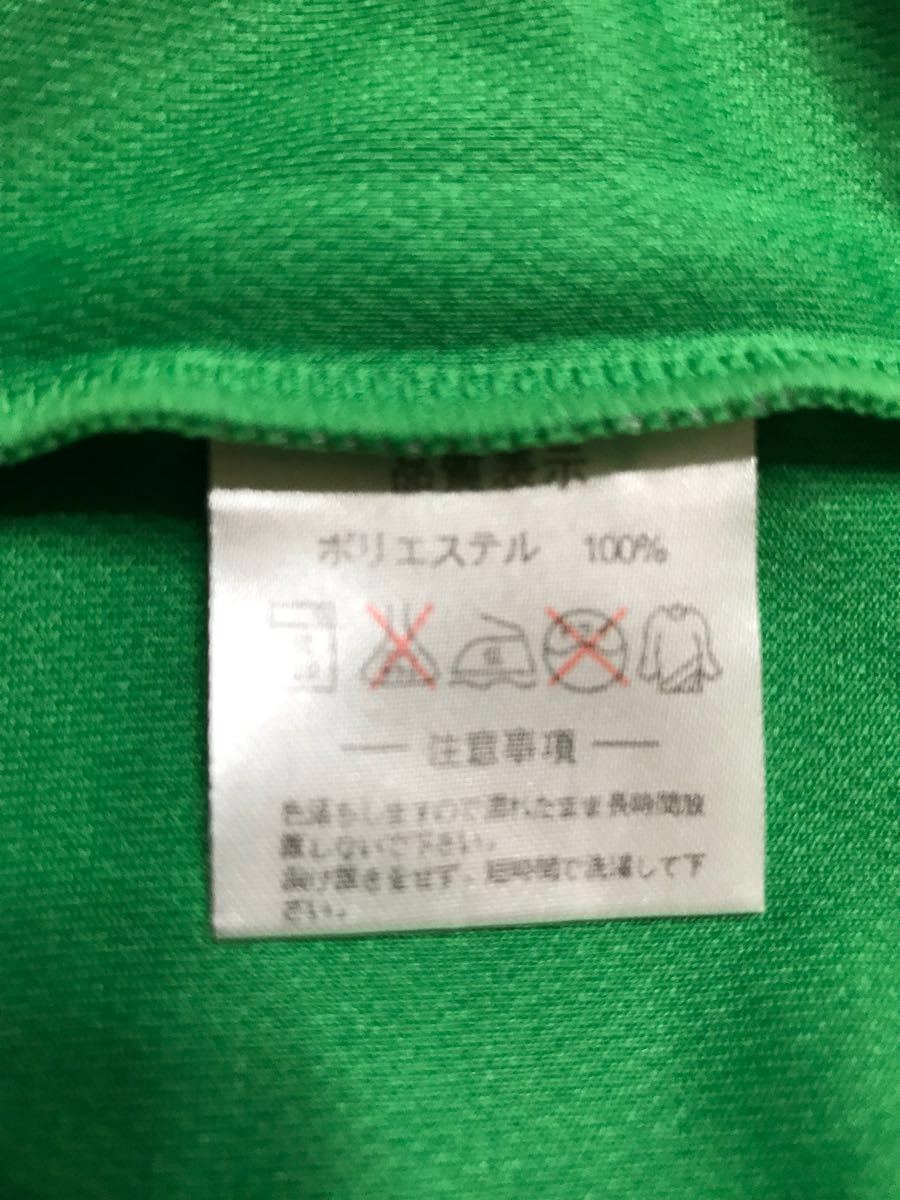 品質表示
ポリエステル 100%
注意事項
色落ちしますので濡れたまま長時間放
置しないで下さい。
漬け置きをせず、短時間で洗濯して下
さい。